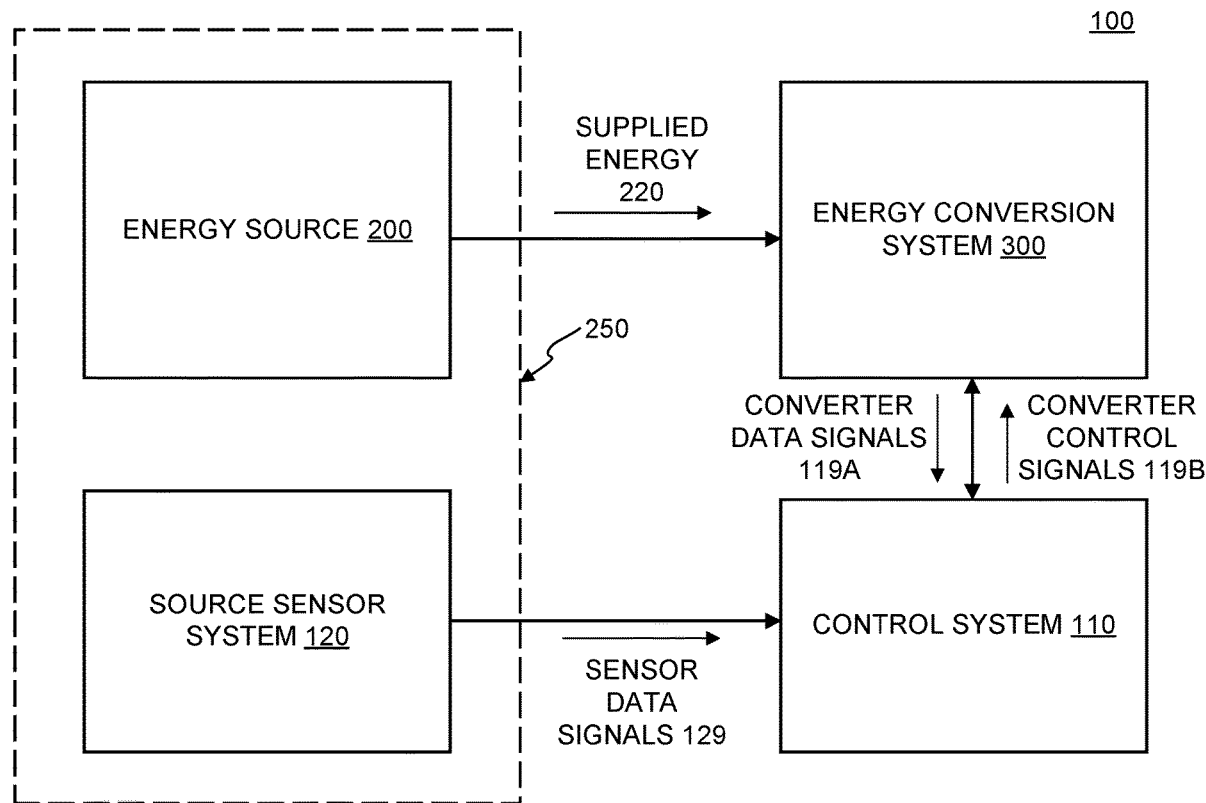 100
SUPPLIED
ENERGY
220
ENERGY SOURCE 200
ENERGY CONVERSION
SYSTEM 300
250
CONVERTER
DATA SIGNALS
119A
CONVERTER
CONTROL
SIGNALS 119B
SOURCE SENSOR
SYSTEM 120
CONTROL SYSTEM 110
SENSOR
DATA
SIGNALS 129